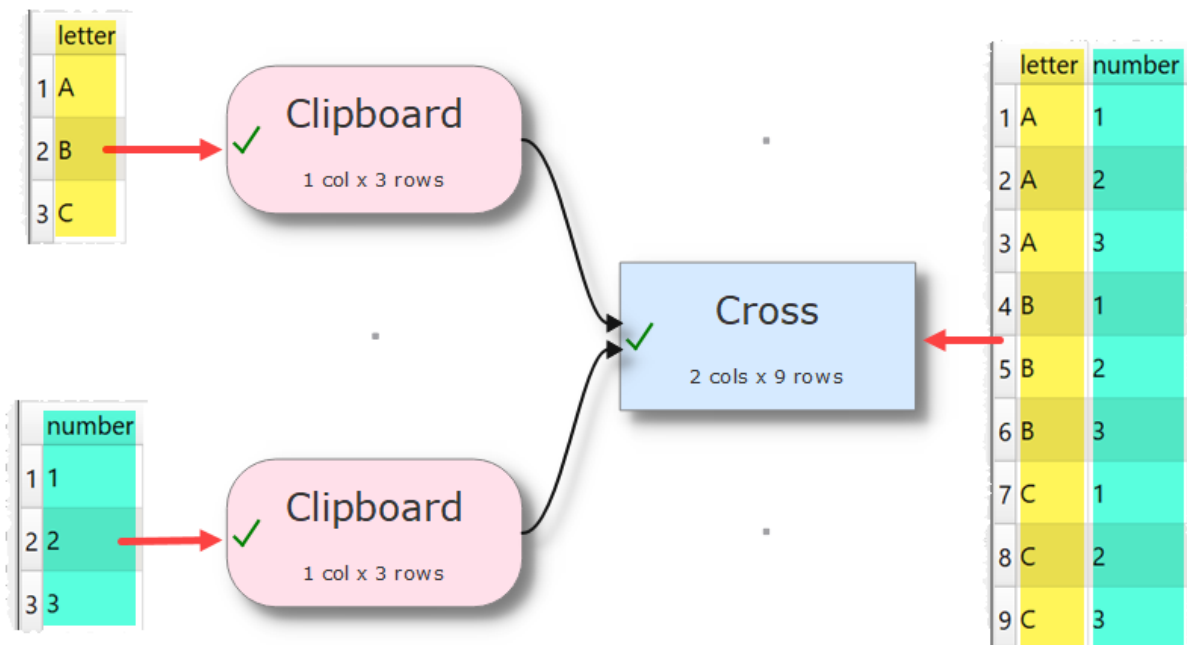 letter
1 A
2 B
3 C
Clipboard
1 col x 3 rows
number
1 1
2 2
3 3
Clipboard
1 col x 3 rows
Cross
2 cols x 9 rows
letter number
1 A 1
2 A 2
3 A 3
4 B 1
5 B 2
6 B 3
7 C 1
8 C 2
9 C 3